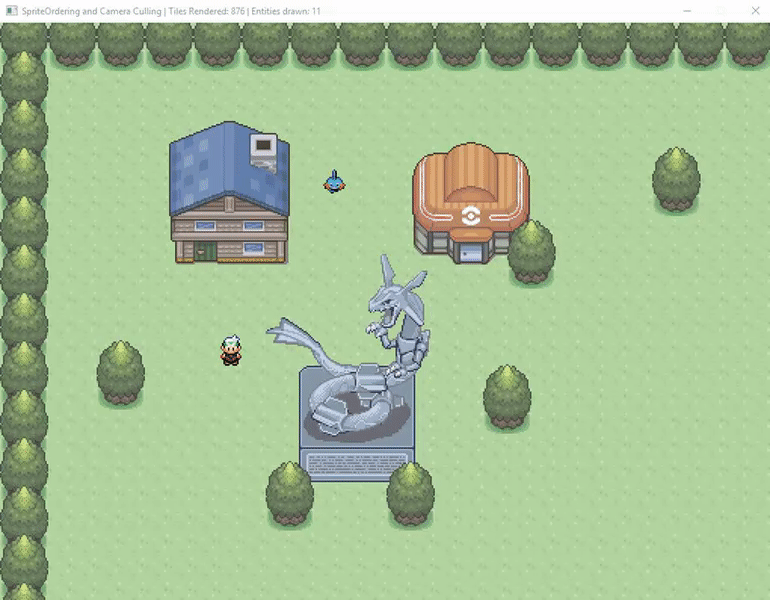 SpriteOrdering and Camera Culling | Tiles Rendered: 876 | Entities drawn: 11